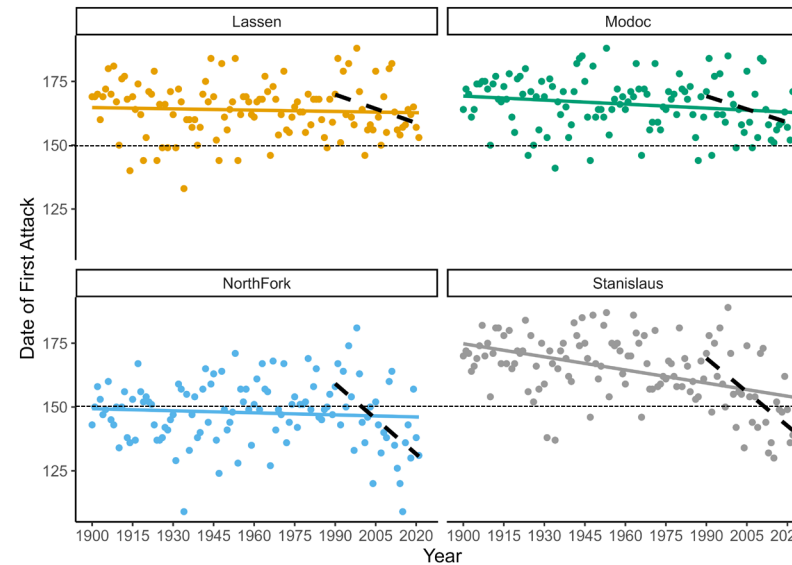 Lassen
Modoc
175
150
125
Date of First Attack
NorthFork
Stanislaus
175
150
125
1900 1915 1930 1945 1960 1975 1990 2005 2020
1900 1915 1930 1945 1960 1975 1990 2005
Year